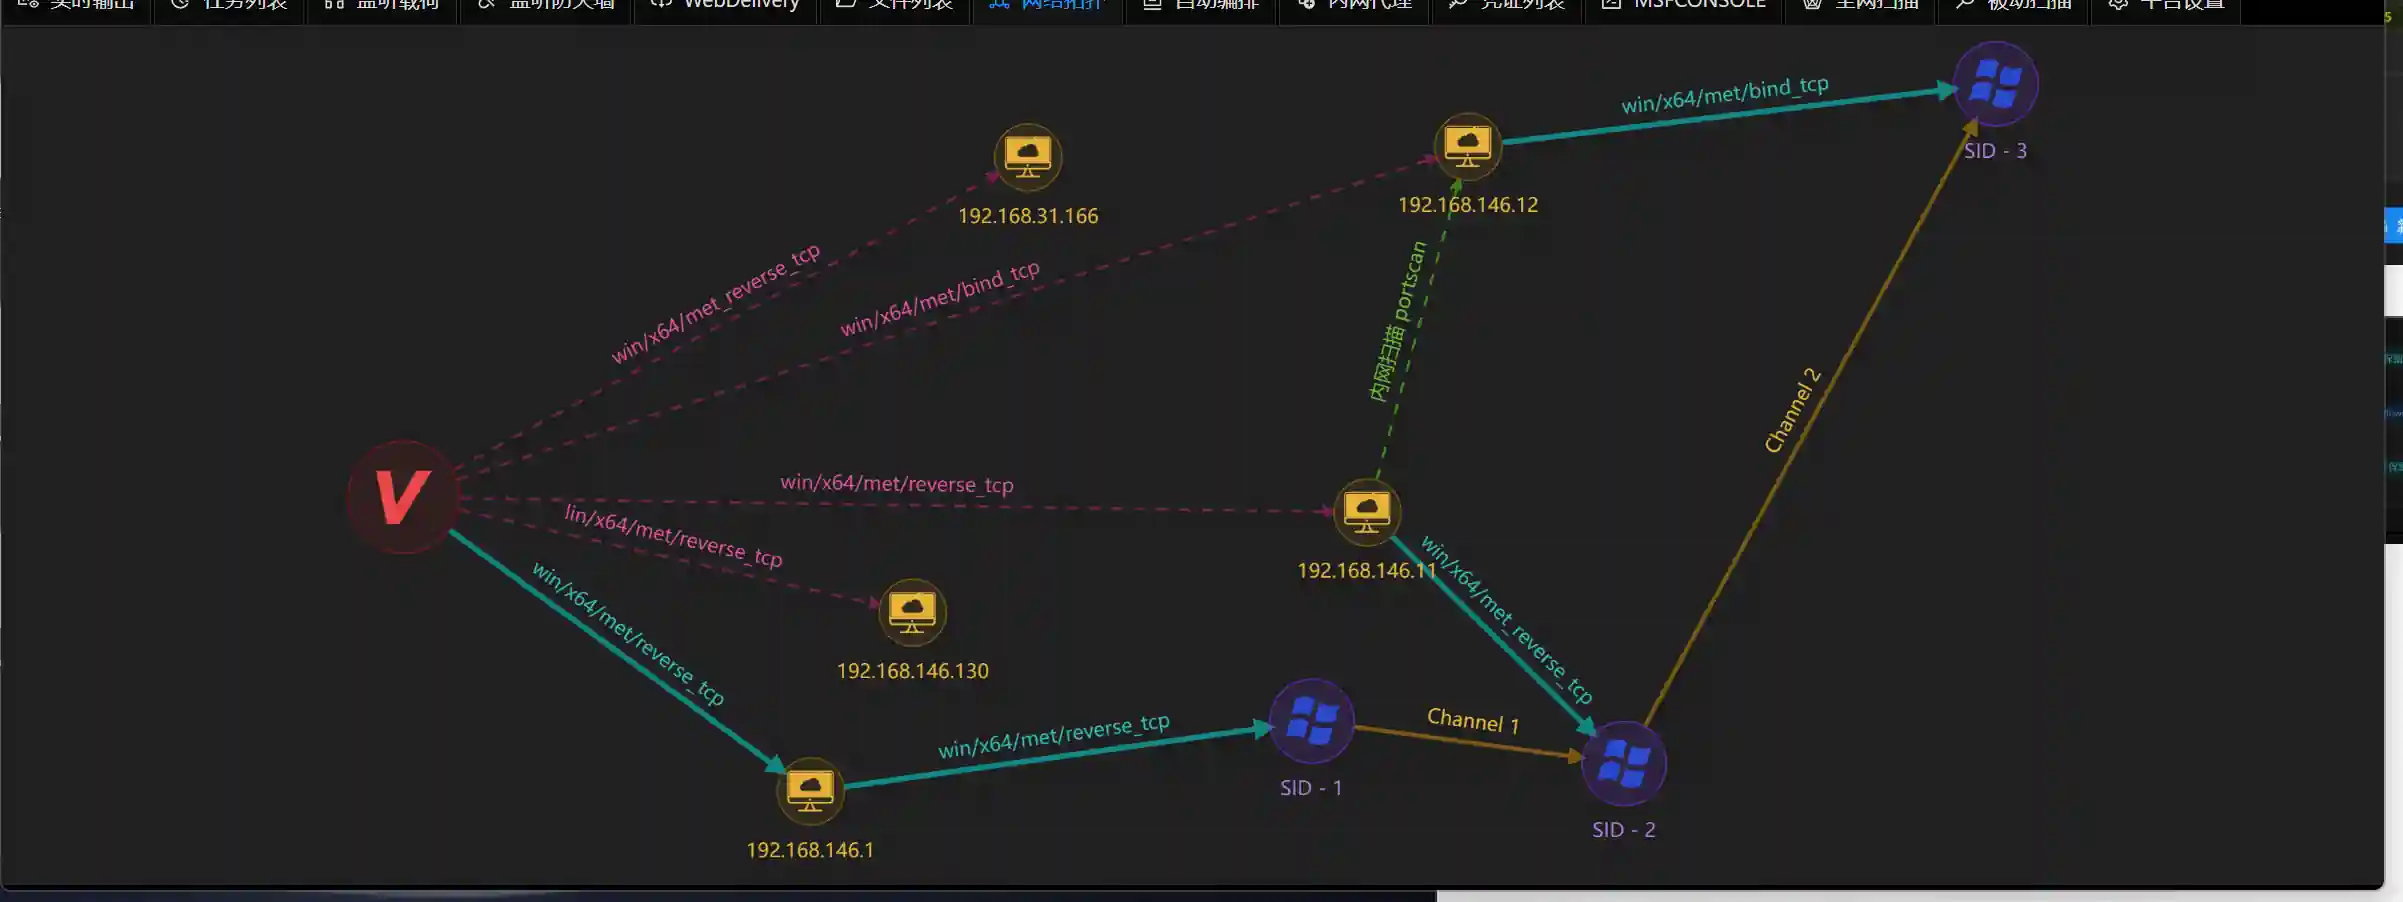 实时输出
任务列表
监听载荷
监听防火墙
WebDelivery
文件列表
网络拓扑
自动编排
内网代理
凭证列表
MSFCONSOLE
全网扫描
被动扫描
平台设置
win/x64/met/bind_tcp
SID - 3
192.168.31.166
192.168.146.12
win/x64/met_reverse_tcp
win/x64/met/bind_tcp
内网扫描 portscan
Channel 2
V
win/x64/met/reverse_tcp
lin/x64/met/reverse_tcp
192.168.146.11
win/x64/met_reverse_tcp
win/x64/met/reverse_tcp
192.168.146.130
win/x64/met/reverse_tcp
Channel 1
SID - 1
SID - 2
192.168.146.1